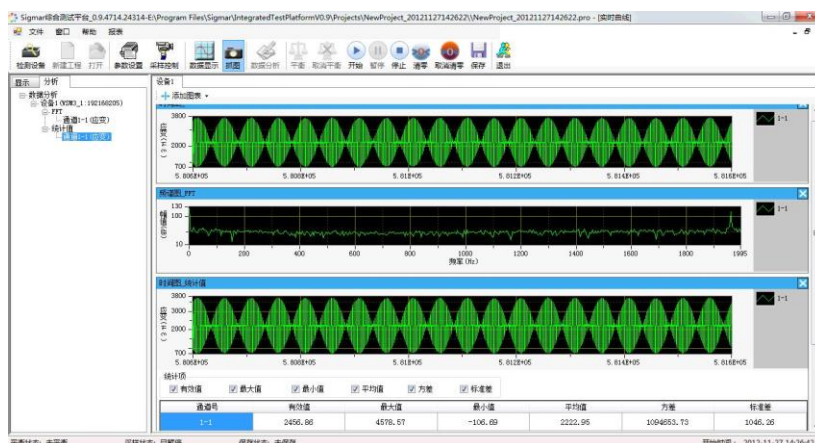 Sigmar综合测试平台_0.9.4714.24314-E:\Program Files\Sigmar\IntegratedTestPlatformV0.9\Projects\NewProject_20121127142622\\NewProject_20121127142622.pro - [实时曲线]
文件 窗口 帮助 报表
检测设备 新建工程 打开 参数设置 采样控制 数据显示 抓图 数据分析 平衡 取消平衡 开始 暂停 停止 清零 取消清零 保存 退出
显示 分析
数据分析
设备1(
FFT
通道1-1(应变)
统计值
通道1-1(应变)
设备1
添加图表
3800
2000
700
应变(με)
5.806E+05 5.808E+05 5.81E+05 5.812E+05 5.814E+05 5.816E+05
1-1
频谱图_FFT
130
100
10
0 200 400 600 800 1000 1200 1400 1600 1800 1995
频率(Hz)
1-1
时间图_统计值
3800
3000
2000
700
应变(με)
5.806E+05 5.808E+05 5.81E+05 5.812E+05 5.814E+05 5.816E+05
1-1
统计项
有效值 最大值 最小值 平均值 方差 标准差
通道号 有效值 最大值 最小值 平均值 方差 标准差
1-1 2456.86 4578.57 -106.69 2222.95 1094653.73 1046.26